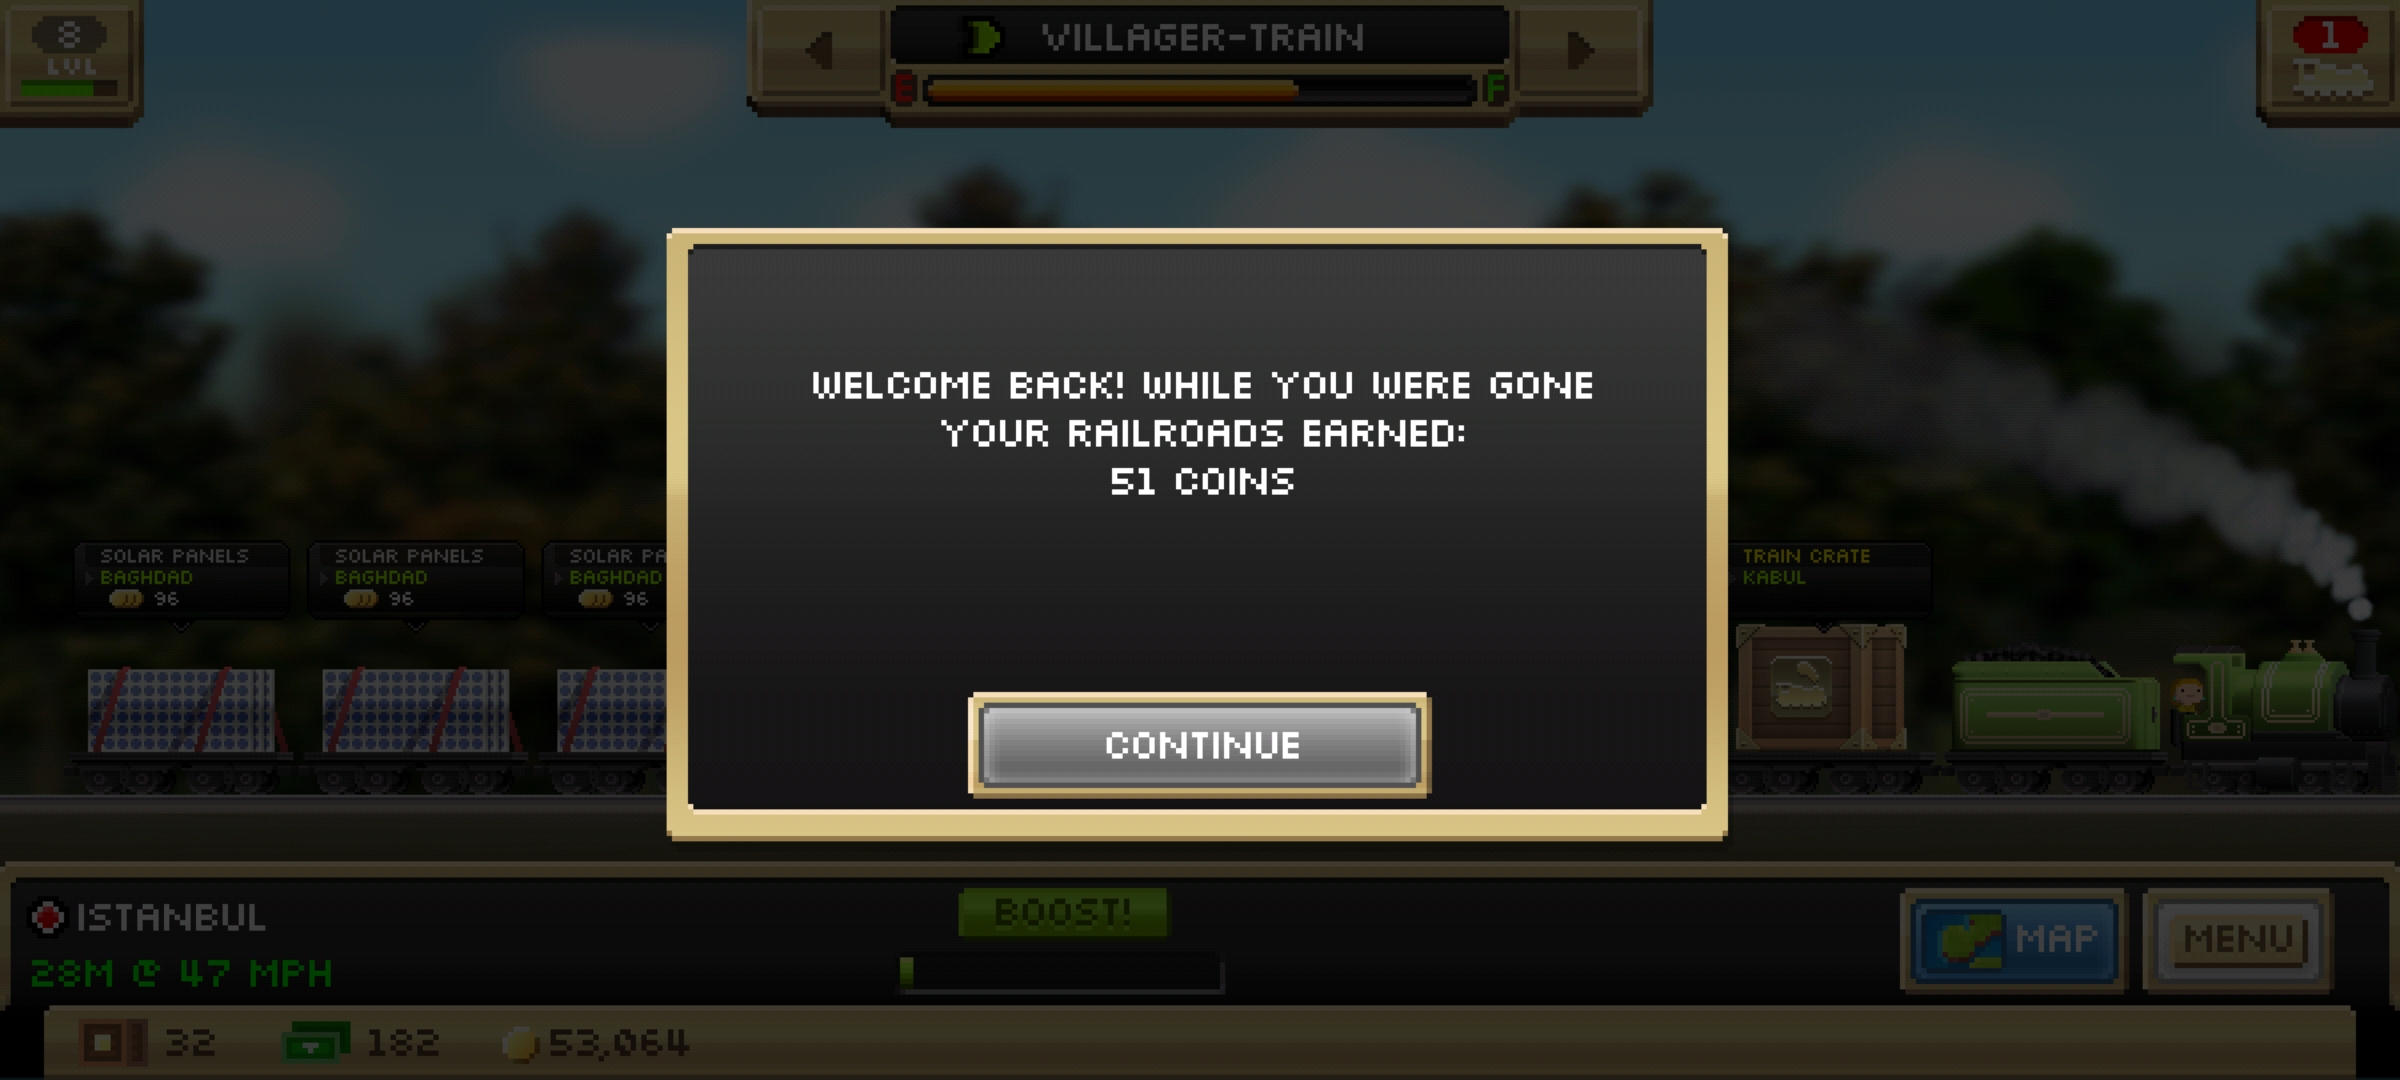 8
LVL
VILLAGER-TRAIN
E
F
1
WELCOME BACK! WHILE YOU WERE GONE
YOUR RAILROADS EARNED:
51 COINS
SOLAR PANELS
BAGHDAD
96
SOLAR PANELS
BAGHDAD
96
SOLAR PA
BAGHDAD
96
TRAIN CRATE
KABUL
CONTINUE
ISTANBUL
28M @ 47 MPH
BOOST!
MAP
MENU
32
182
53,064